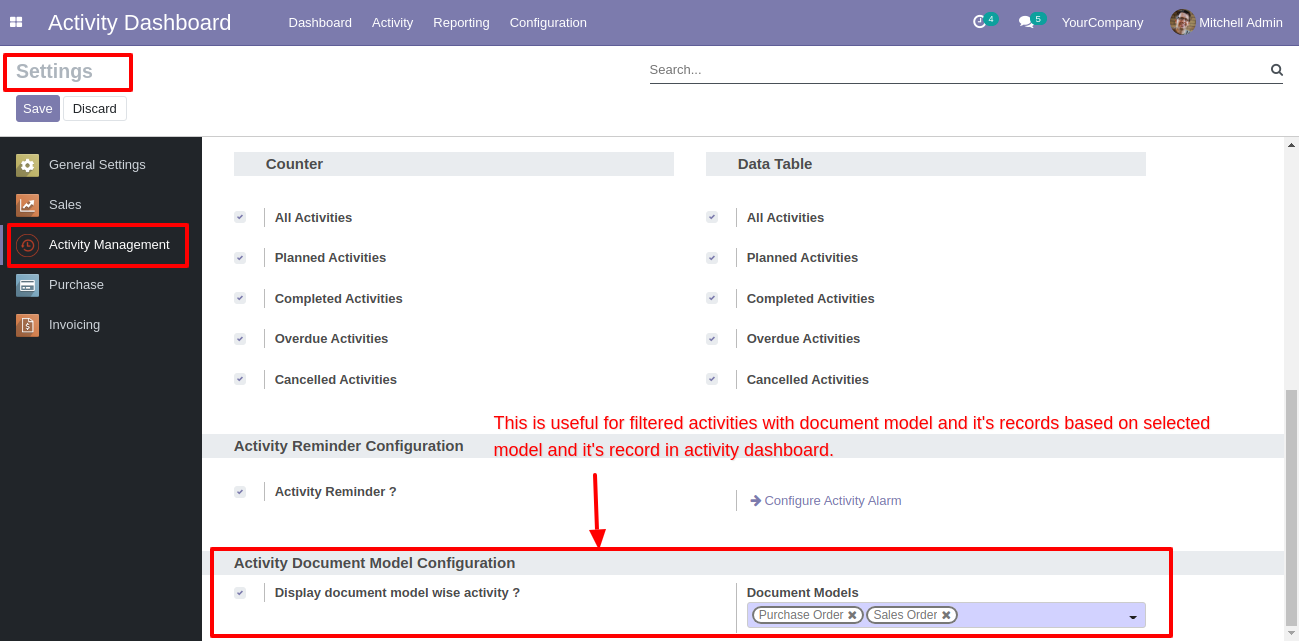 Activity Dashboard Dashboard Activity Reporting Configuration 4 5 YourCompany Mitchell Admin
Settings
Search...
Save Discard
General Settings
Sales
Activity Management
Purchase
Invoicing
Counter Data Table
All Activities All Activities
Planned Activities Planned Activities
Completed Activities Completed Activities
Overdue Activities Overdue Activities
Cancelled Activities Cancelled Activities
This is useful for filtered activities with document model and it's records based on selected
model and it's record in activity dashboard.
Activity Reminder Configuration
Activity Reminder ?
Configure Activity Alarm
Activity Document Model Configuration
Display document model wise activity ? Document Models
Purchase Order Sales Order